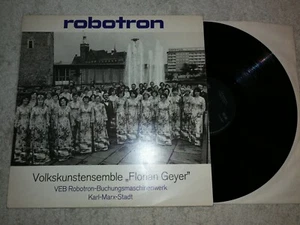 robotron
Volkskunstensemble „Florian Geyer”
VEB Robotron-Buchungsmaschinenwerk
Karl-Marx-Stadt